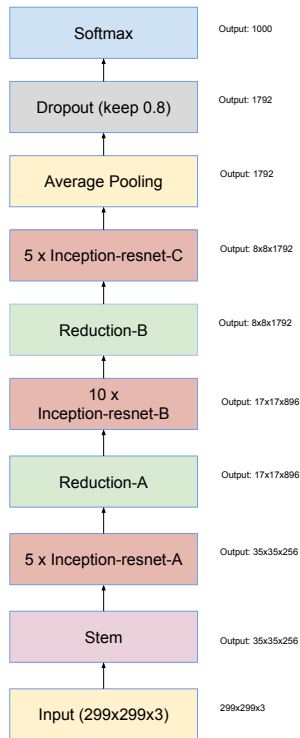 Softmax
Output: 1000
Dropout (keep 0.8)
Output: 1792
Average Pooling
Output: 1792
5 x Inception-resnet-C
Output: 8x8x1792
Reduction-B
Output: 8x8x1792
10 x
Inception-resnet-B
Output: 17x17x896
Reduction-A
Output: 17x17x896
5 x Inception-resnet-A
Output: 35x35x256
Stem
Output: 35x35x256
Input (299x299x3)
299x299x3